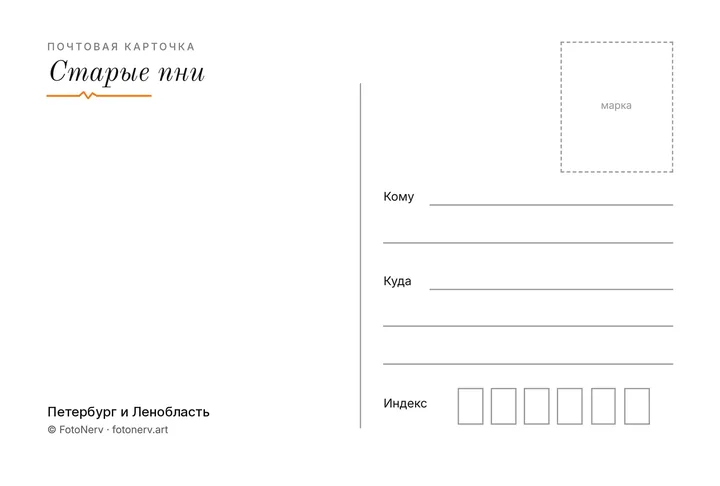 ПОЧТОВАЯ КАРТОЧКА
Старые пни
марка
Кому
Куда
Индекс
Петербург и Ленобласть
© FotoNerv · fotonerv.art